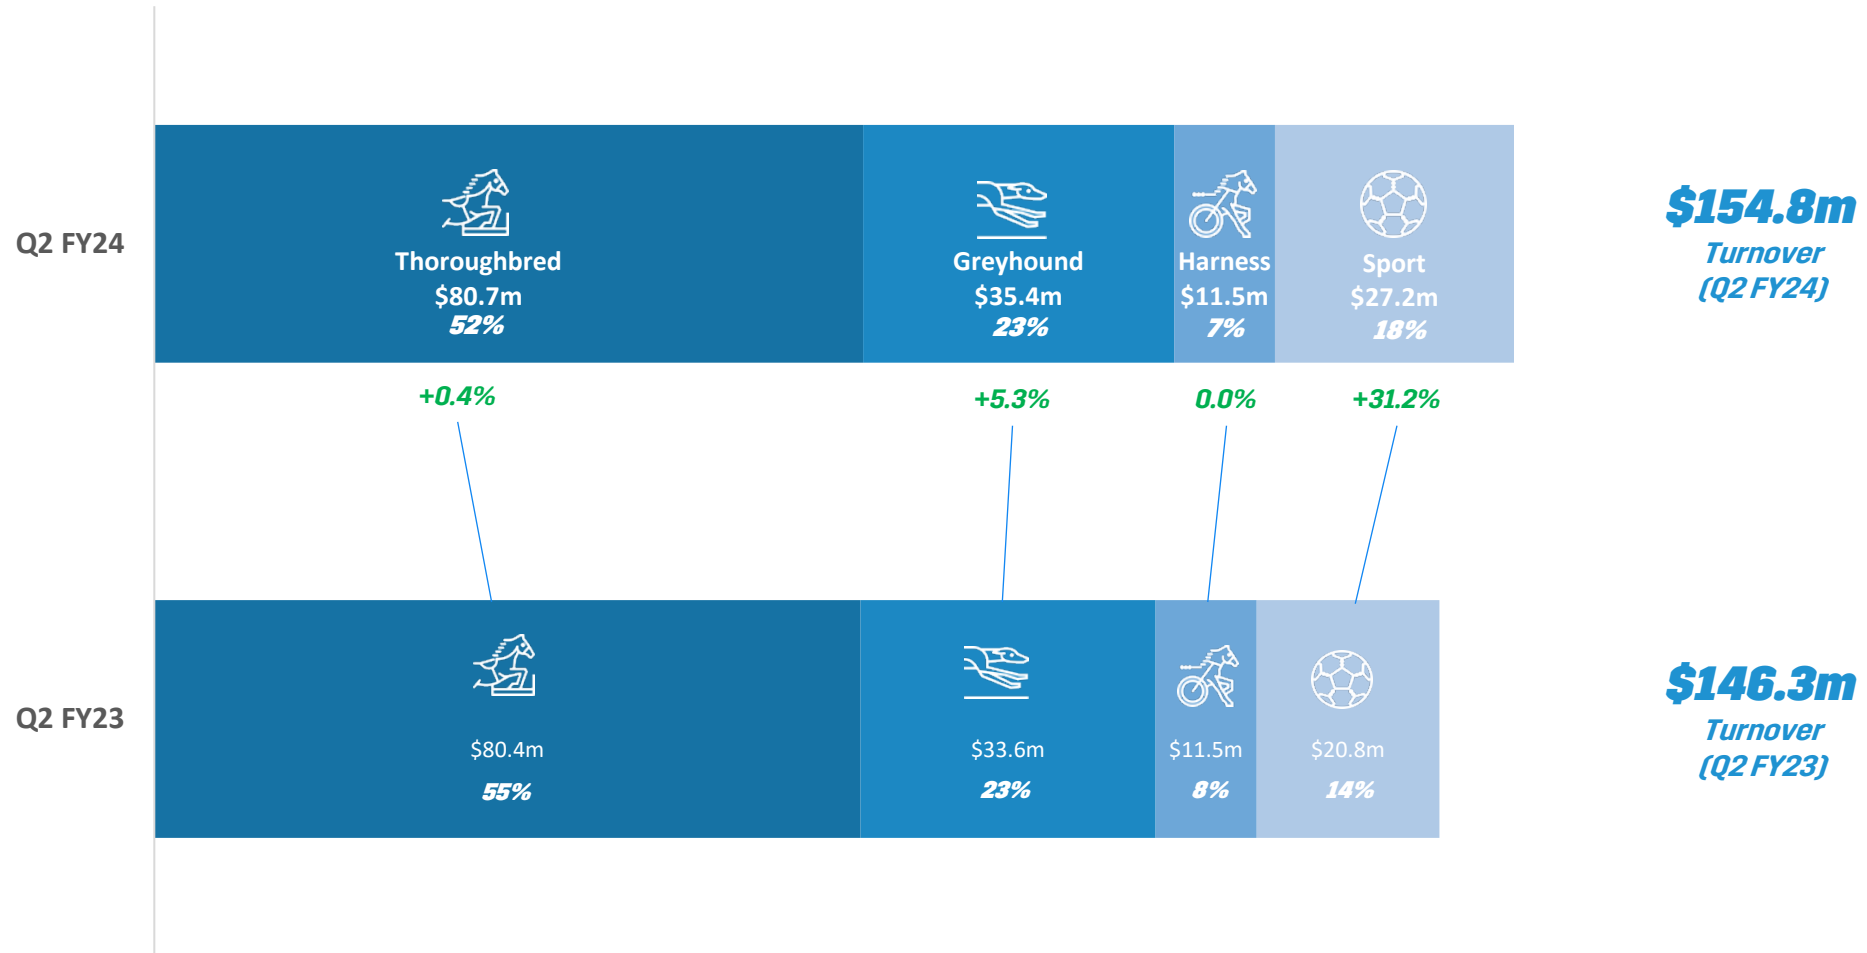 Q2 FY24
Thoroughbred
$80.7m
52%
Greyhound
$35.4m
23%
Harness
$11.5m
7%
Sport
$27.2m
18%
$154.8m
Turnover
(Q2 FY24)
+0.4%
+5.3%
0.0%
+31.2%
Q2 FY23
$80.4m
55%
$33.6m
23%
$11.5m
8%
$20.8m
14%
$146.3m
Turnover
(Q2 FY23)